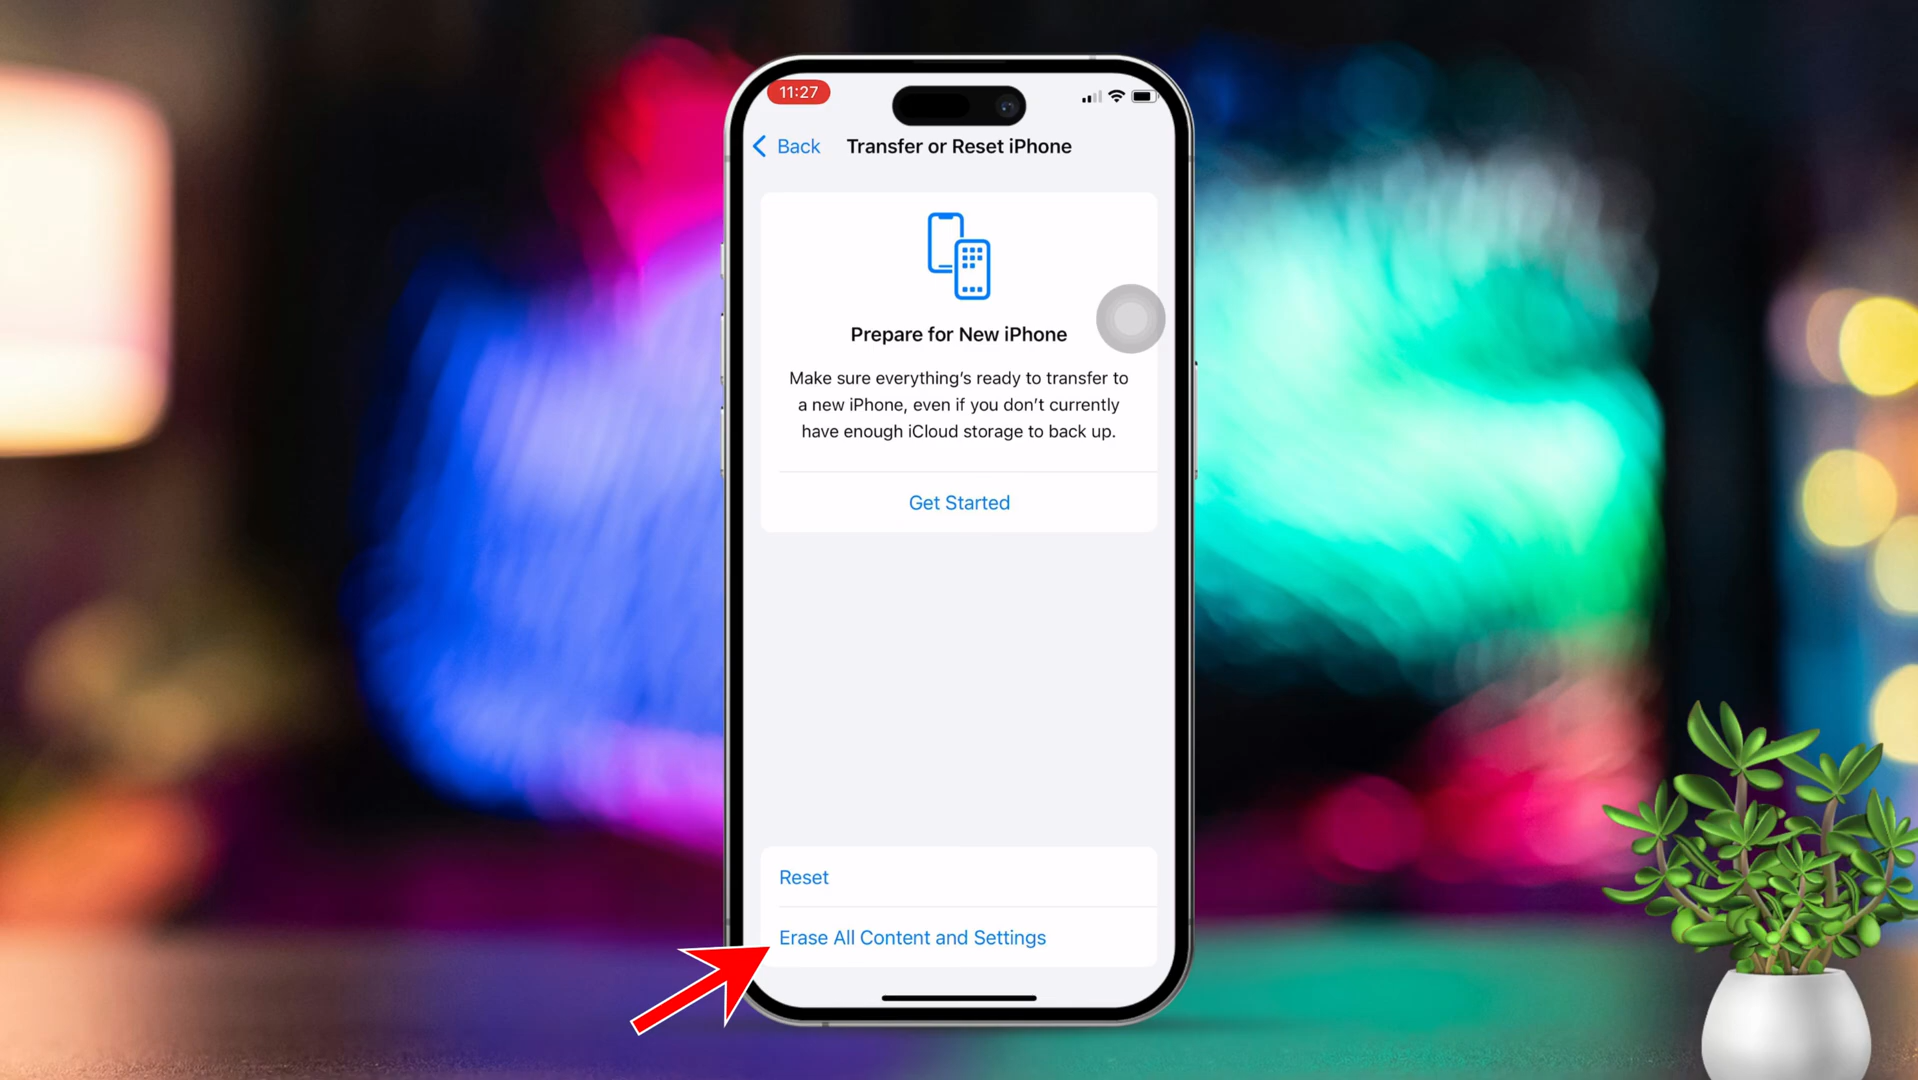 11:27
Back
Transfer or Reset iPhone
Prepare for New iPhone
Make sure everything's ready to transfer to
a new iPhone, even if you don't currently
have enough iCloud storage to back up.
Get Started
Reset
Erase All Content and Settings